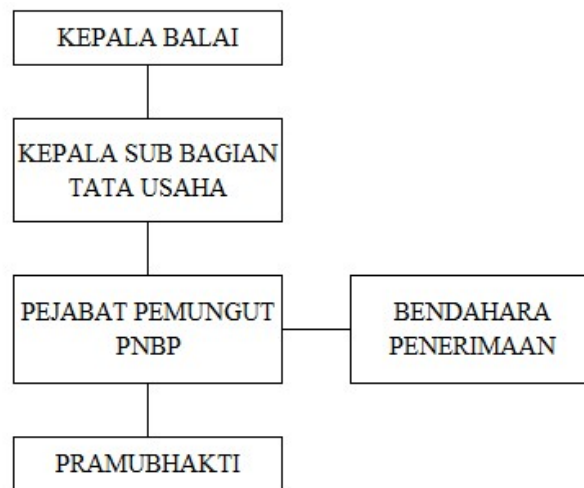 KEPALA BALAI
KEPALA SUB BAGIAN
TATA USAHA
PEJABAT PEMUNGUT
PNBP
BENDAHARA
PENERIMAAN
PRAMUBHAKTI